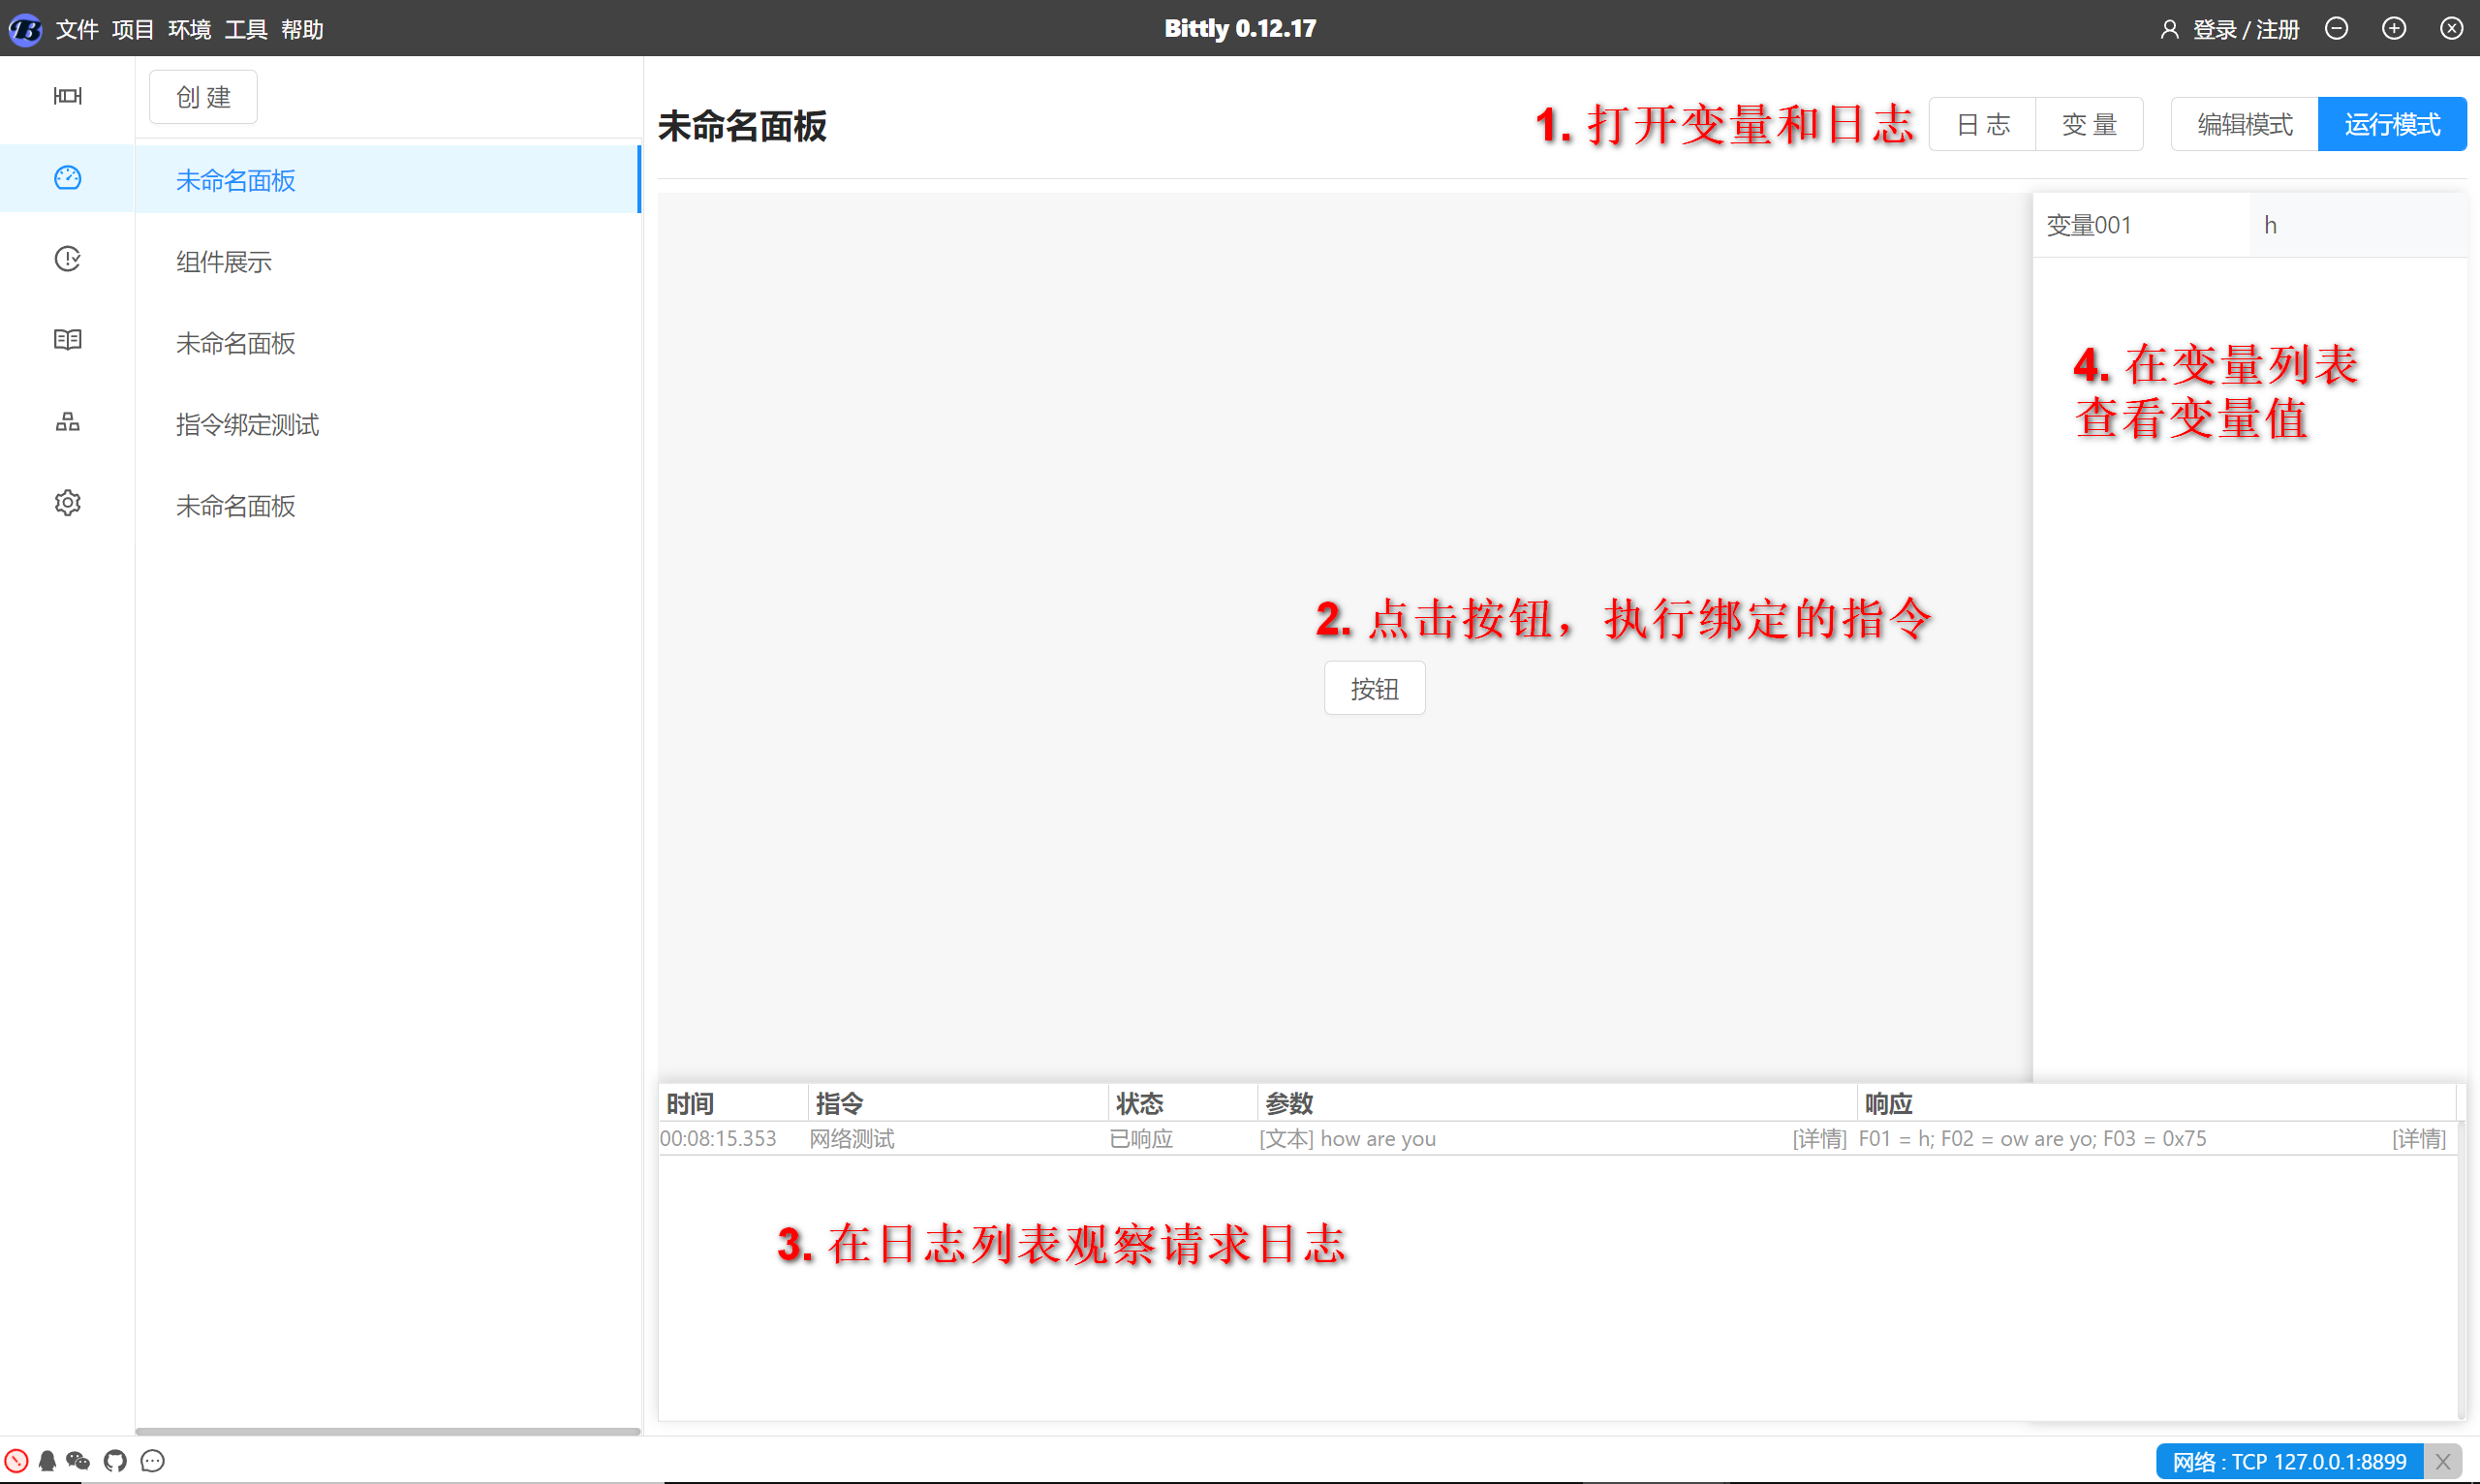 文件 项目 环境 工具 帮助
Bittly 0.12.17
登录 / 注册
创 建
未命名面板
组件展示
未命名面板
指令绑定测试
未命名面板
未命名面板
1. 打开变量和日志
日 志
变 量
编辑模式
运行模式
变量001
h
4. 在变量列表
查看变量值
2. 点击按钮，执行绑定的指令
按钮
时间 指令 状态 参数 响应
00:08:15.353 网络测试 已响应 [文本] how are you [详情] F01 = h; F02 = ow are yo; F03 = 0x75 [详情]
3. 在日志列表观察请求日志
网络 : TCP 127.0.0.1:8899 X